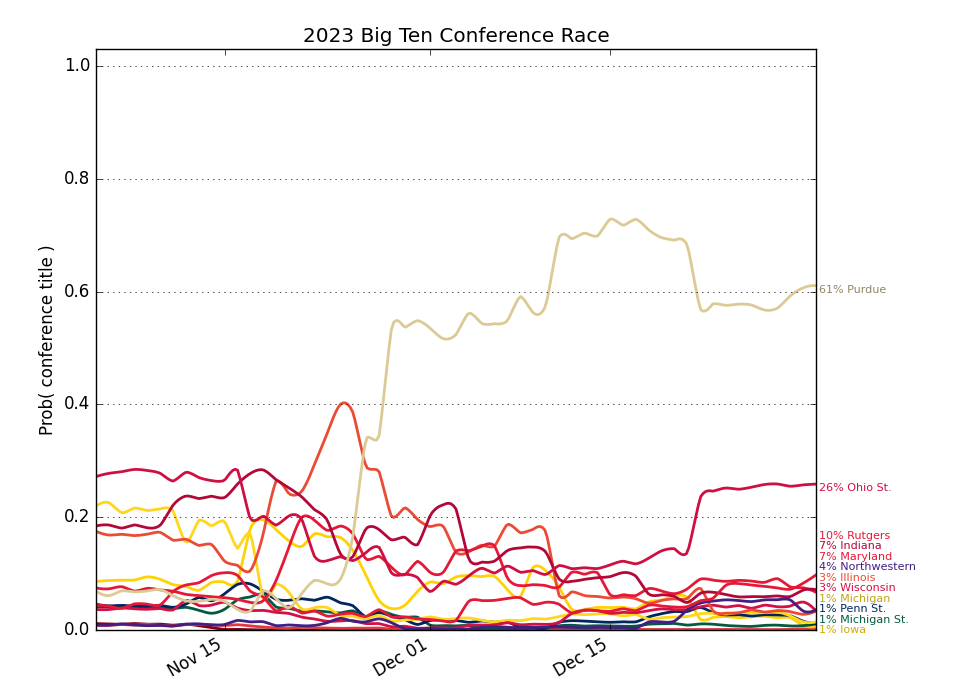 2023 Big Ten Conference Race
1.0
0.8
0.6
0.4
0.2
0.0
Prob( conference title )
Nov 15
Dec 01
Dec 15
61% Purdue
26% Ohio St.
10% Rutgers
7% Indiana
7% Maryland
4% Northwestern
3% Illinois
3% Wisconsin
1% Michigan
1% Penn St.
1% Michigan St.
1% Iowa